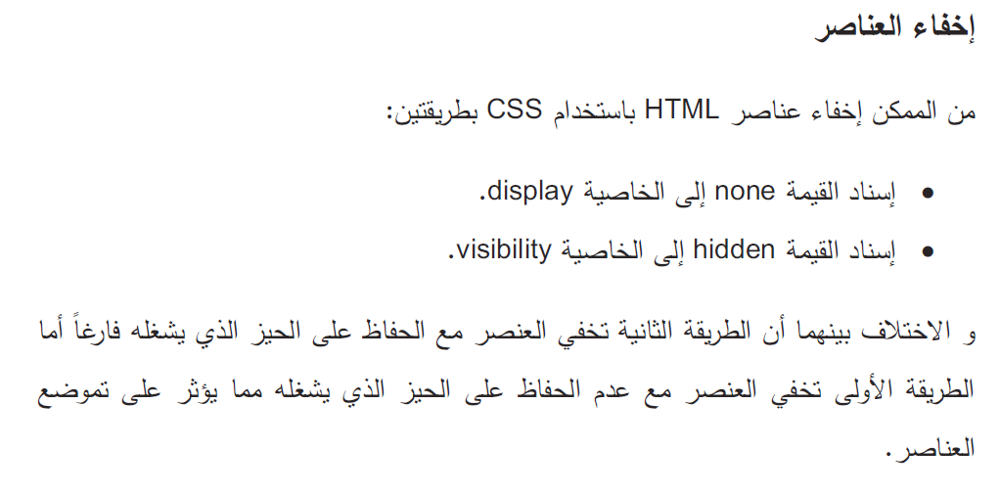 إخفاء العناصر
من الممكن إخفاء عناصر HTML باستخدام CSS بطريقتين:
• إسناد القيمة none إلى الخاصية display.
• إسناد القيمة hidden إلى الخاصية visibility.
و الاختلاف بينهما أن الطريقة الثانية تخفي العنصر مع الحفاظ على الحيز الذي يشغله فارغاً أما
الطريقة الأولى تخفي العنصر مع عدم الحفاظ على الحيز الذي يشغله مما يؤثر على تموضع
العناصر.